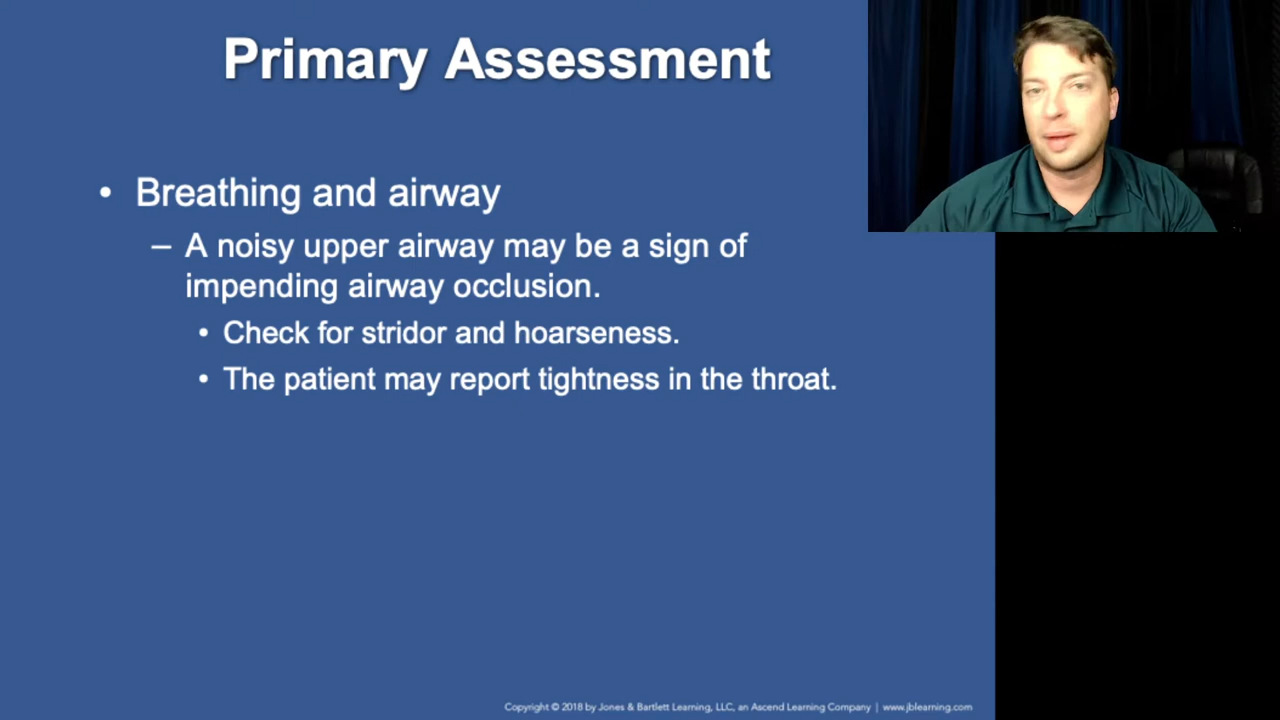 Primary Assessment
• Breathing and airway
– A noisy upper airway may be a sign of
impending airway occlusion.
• Check for stridor and hoarseness.
• The patient may report tightness in the throat.
Copyright © 2018 by Jones & Bartlett Learning, LLC, an Ascend Learning Company | www.jblearning.com